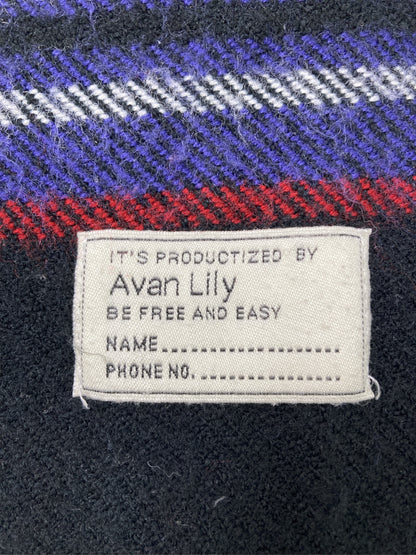 IT'S PRODUCTIZED BY
Avan Lily
BE FREE AND EASY
NAME
PHONE NO.